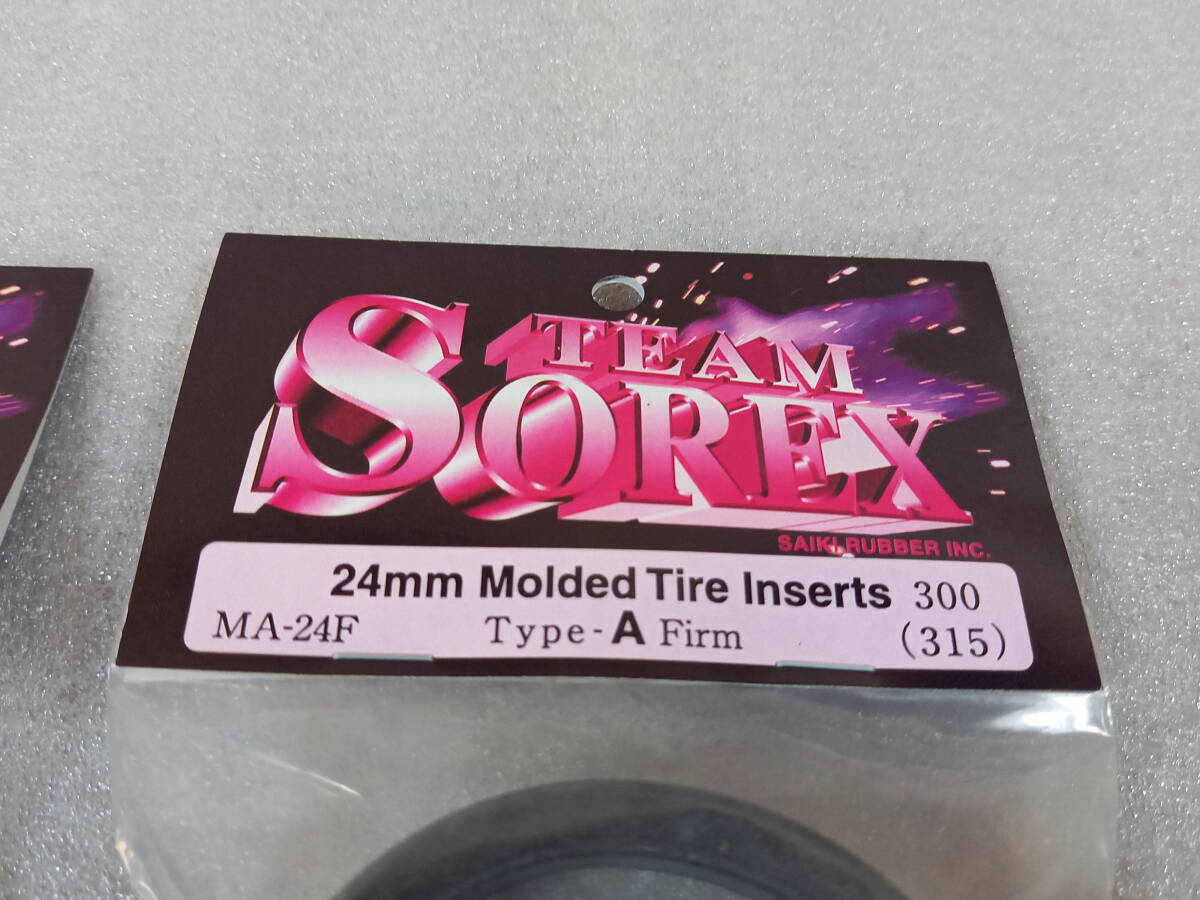 TEAM
SOREX
SAIKI RUBBER INC.
24mm Molded Tire Inserts 300
MA-24F Type-A Firm (315)